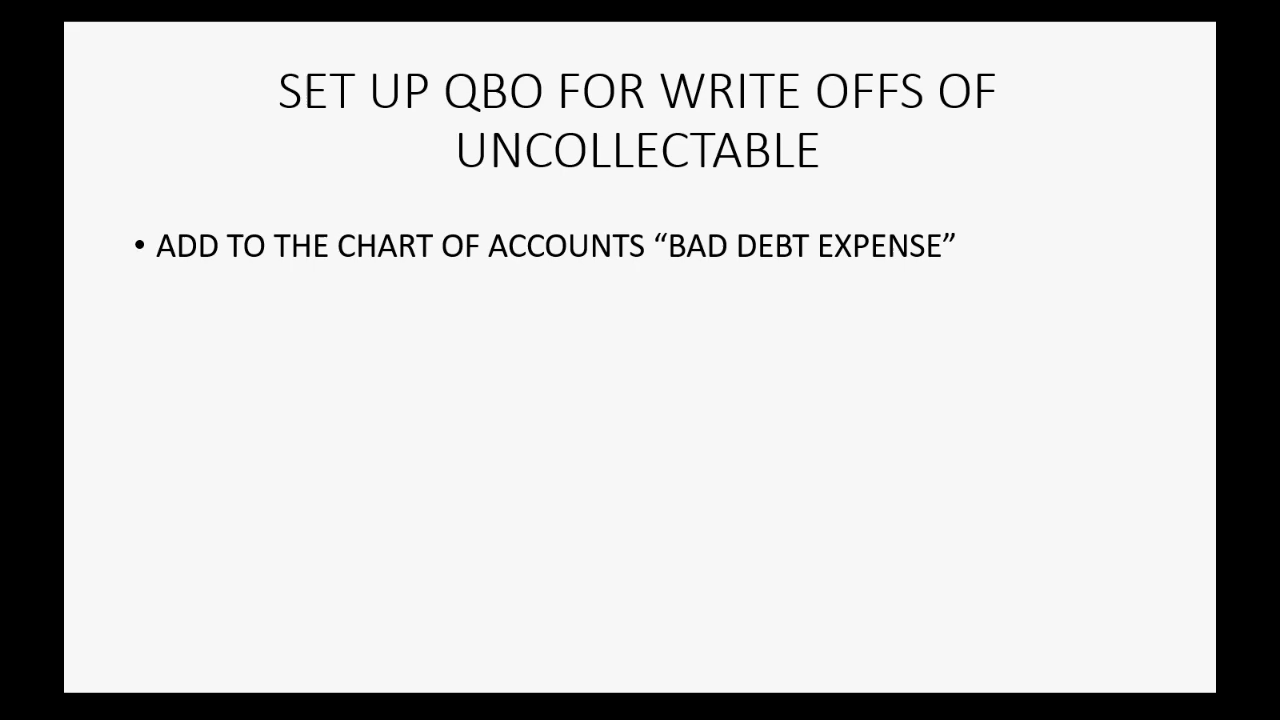 SET UP QBO FOR WRITE OFFS OF
UNCOLLECTABLE
• ADD TO THE CHART OF ACCOUNTS “BAD DEBT EXPENSE”